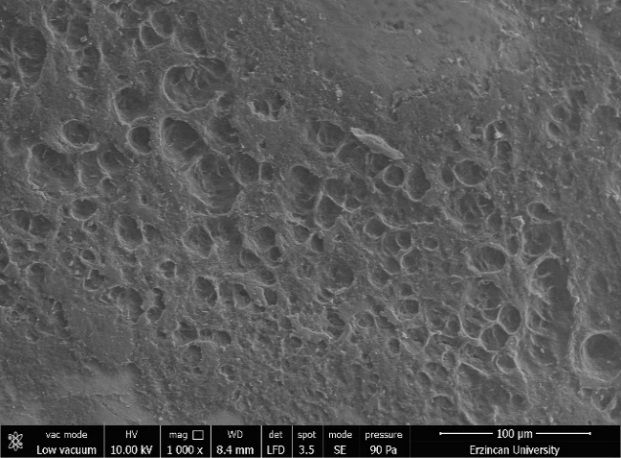 vac mode HV mag WD det spot mode pressure 100 µm
Low vacuum 10.00 kV 1 000 x 8.4 mm LFD 3.5 SE 90 Pa Erzincan University